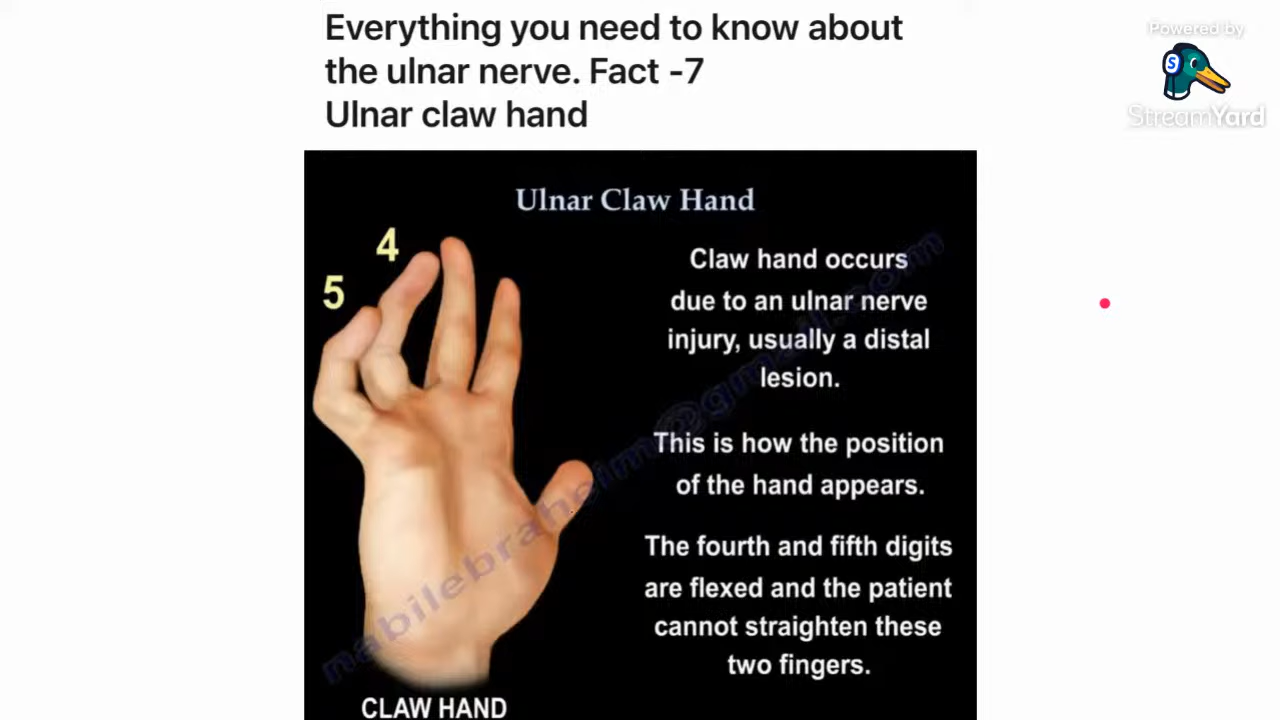 Everything you need to know about
the ulnar nerve. Fact -7
Ulnar claw hand
Powered by
S
StreamYard
Ulnar Claw Hand
4
5
Claw hand occurs
due to an ulnar nerve
injury, usually a distal
lesion.
This is how the position
of the hand appears.
The fourth and fifth digits
are flexed and the patient
cannot straighten these
two fingers.
nabilebraheim@gmail.com
CLAW HAND